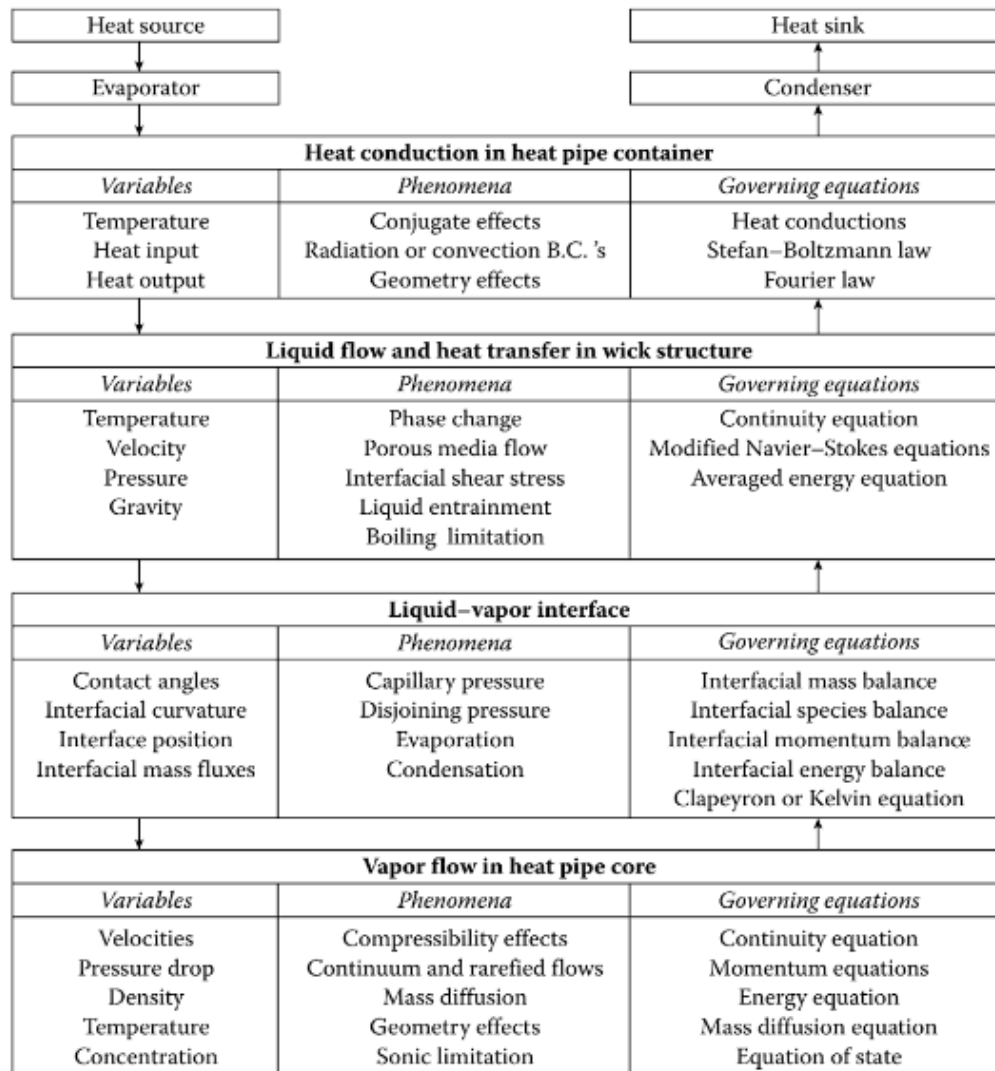 Heat source
Heat sink
Evaporator
Condenser
Heat conduction in heat pipe container
Variables Phenomena Governing equations
Temperature Conjugate effects Heat conductions
Heat input Radiation or convection B.C. 's Stefan–Boltzmann law
Heat output Geometry effects Fourier law
Liquid flow and heat transfer in wick structure
Variables Phenomena Governing equations
Temperature Phase change Continuity equation
Velocity Porous media flow Modified Navier–Stokes equations
Pressure Interfacial shear stress Averaged energy equation
Gravity Liquid entrainment
Boiling limitation
Liquid–vapor interface
Variables Phenomena Governing equations
Contact angles Capillary pressure Interfacial mass balance
Interfacial curvature Disjoining pressure Interfacial species balance
Interface position Evaporation Interfacial momentum balance
Interfacial mass fluxes Condensation Interfacial energy balance
Clapeyron or Kelvin equation
Vapor flow in heat pipe core
Variables Phenomena Governing equations
Velocities Compressibility effects Continuity equation
Pressure drop Continuum and rarefied flows Momentum equations
Density Mass diffusion Energy equation
Temperature Geometry effects Mass diffusion equation
Concentration Sonic limitation Equation of state